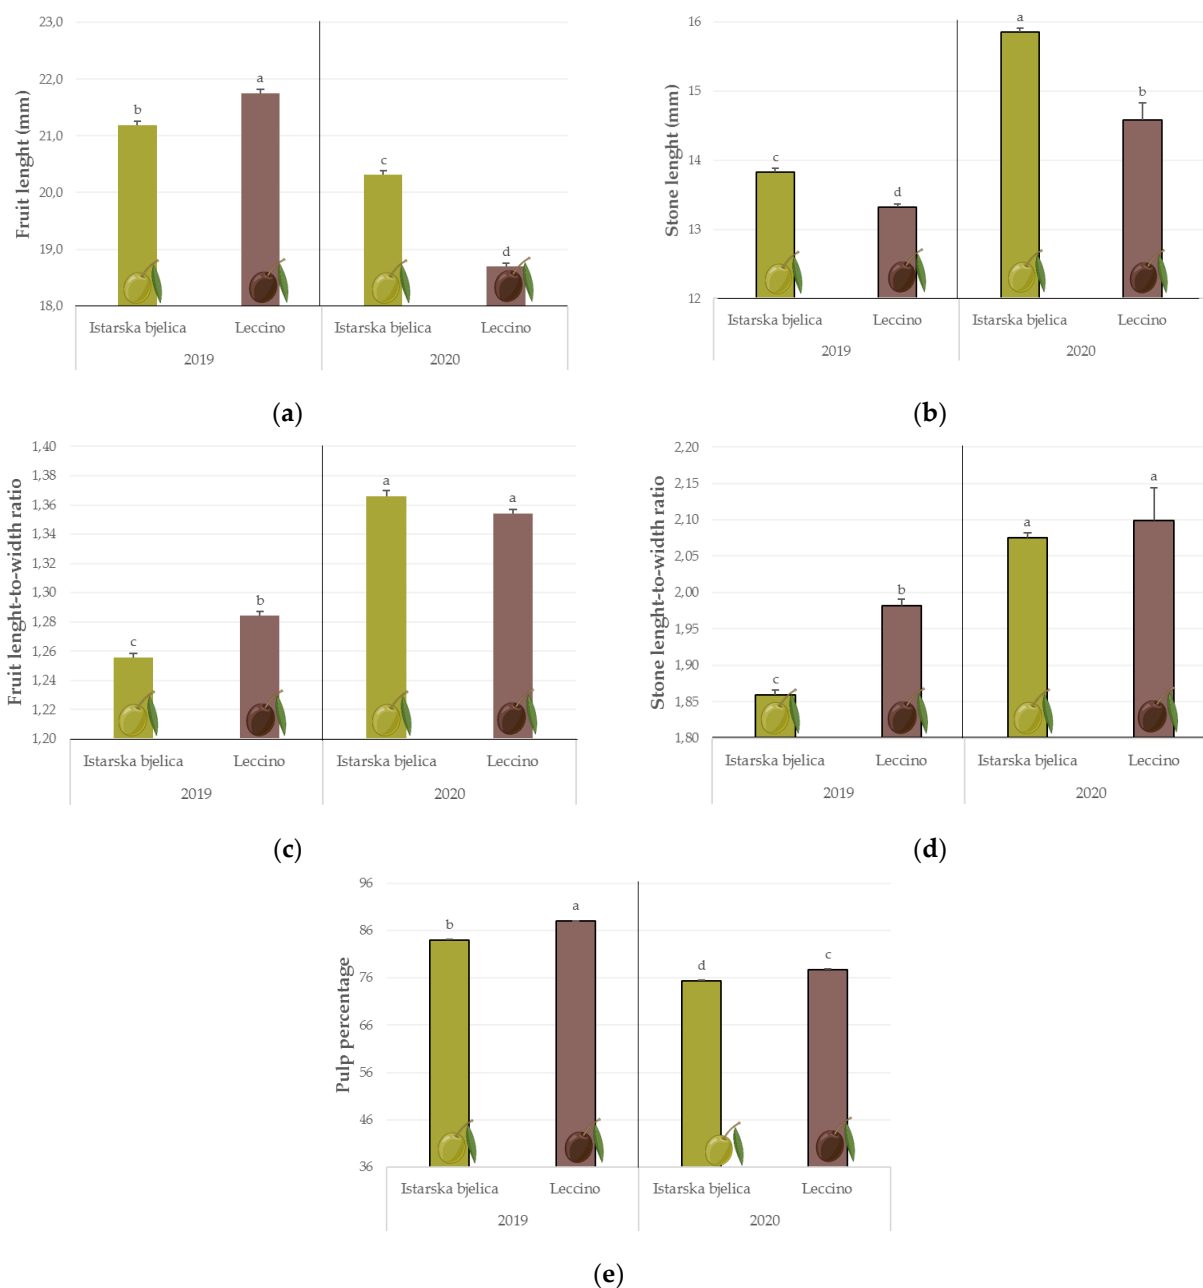 Fruit lenght (mm)
23,0
22,0
21,0
20,0
19,0
18,0
b
a
c
d
Istarska bjelica
Leccino
Istarska bjelica
Leccino
2019
2020
(a)
Stone lenght (mm)
16
15
14
13
12
c
d
a
b
Istarska bjelica
Leccino
Istarska bjelica
Leccino
2019
2020
(b)
Fruit lenght-to-width ratio
1,40
1,38
1,36
1,34
1,32
1,30
1,28
1,26
1,24
1,22
1,20
c
b
a
a
Istarska bjelica
Leccino
Istarska bjelica
Leccino
2019
2020
(c)
Stone lenght-to-width ratio
2,20
2,15
2,10
2,05
2,00
1,95
1,90
1,85
1,80
c
b
a
a
Istarska bjelica
Leccino
Istarska bjelica
Leccino
2019
2020
(d)
Pulp percentage
96
86
76
66
56
46
36
b
a
d
c
Istarska bjelica
Leccino
Istarska bjelica
Leccino
2019
2020
(e)